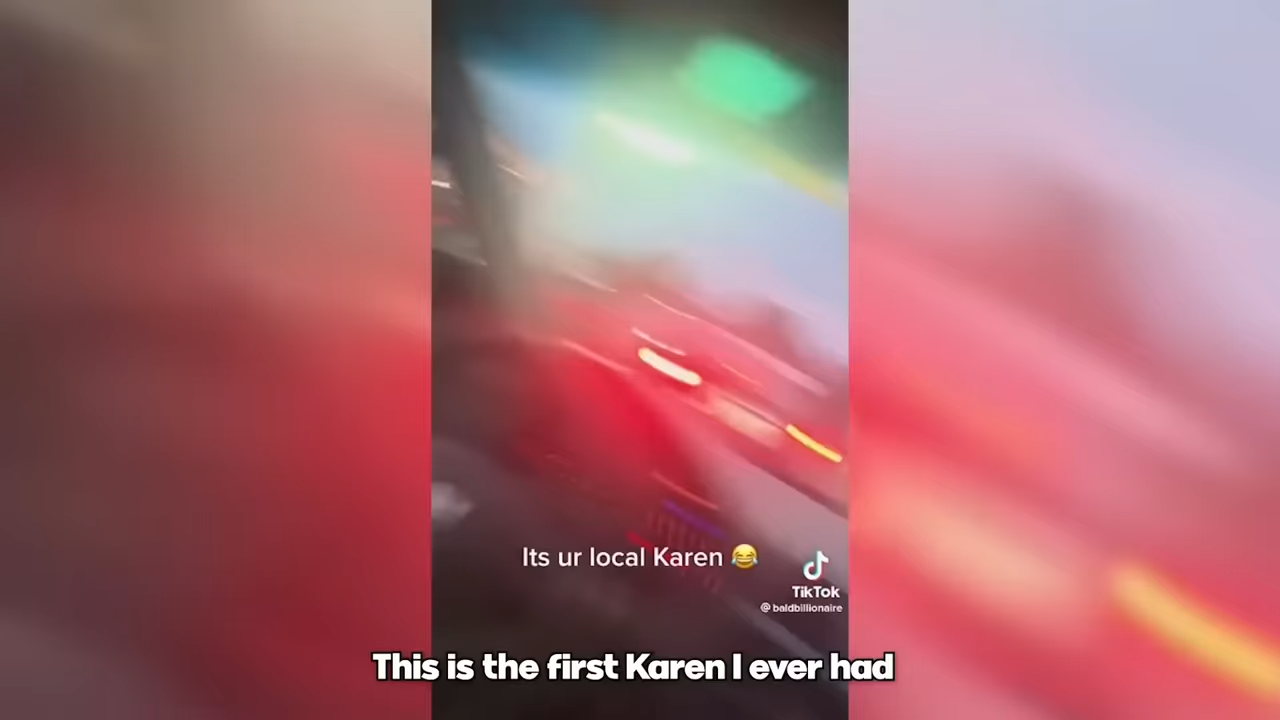 Its ur local Karen 😂
TikTok
@baldbillionaire
This is the first Karen I ever had